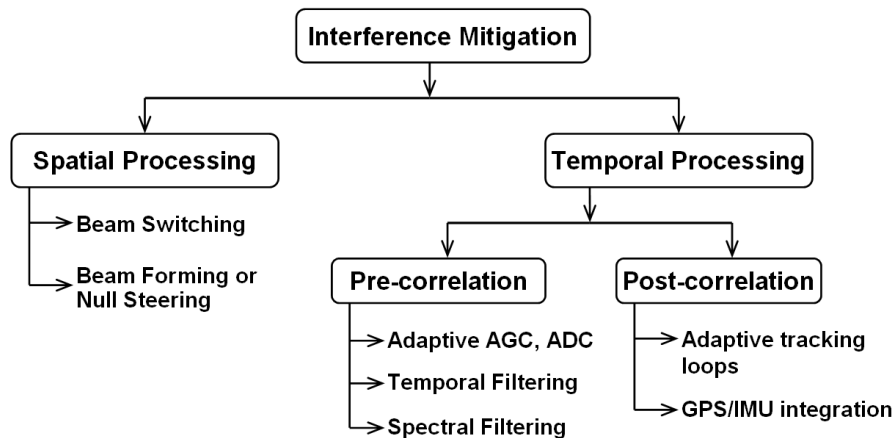 Interference Mitigation
Spatial Processing
Temporal Processing
Beam Switching
Beam Forming or
Null Steering
Pre-correlation
Post-correlation
Adaptive AGC, ADC
Temporal Filtering
Spectral Filtering
Adaptive tracking
loops
GPS/IMU integration